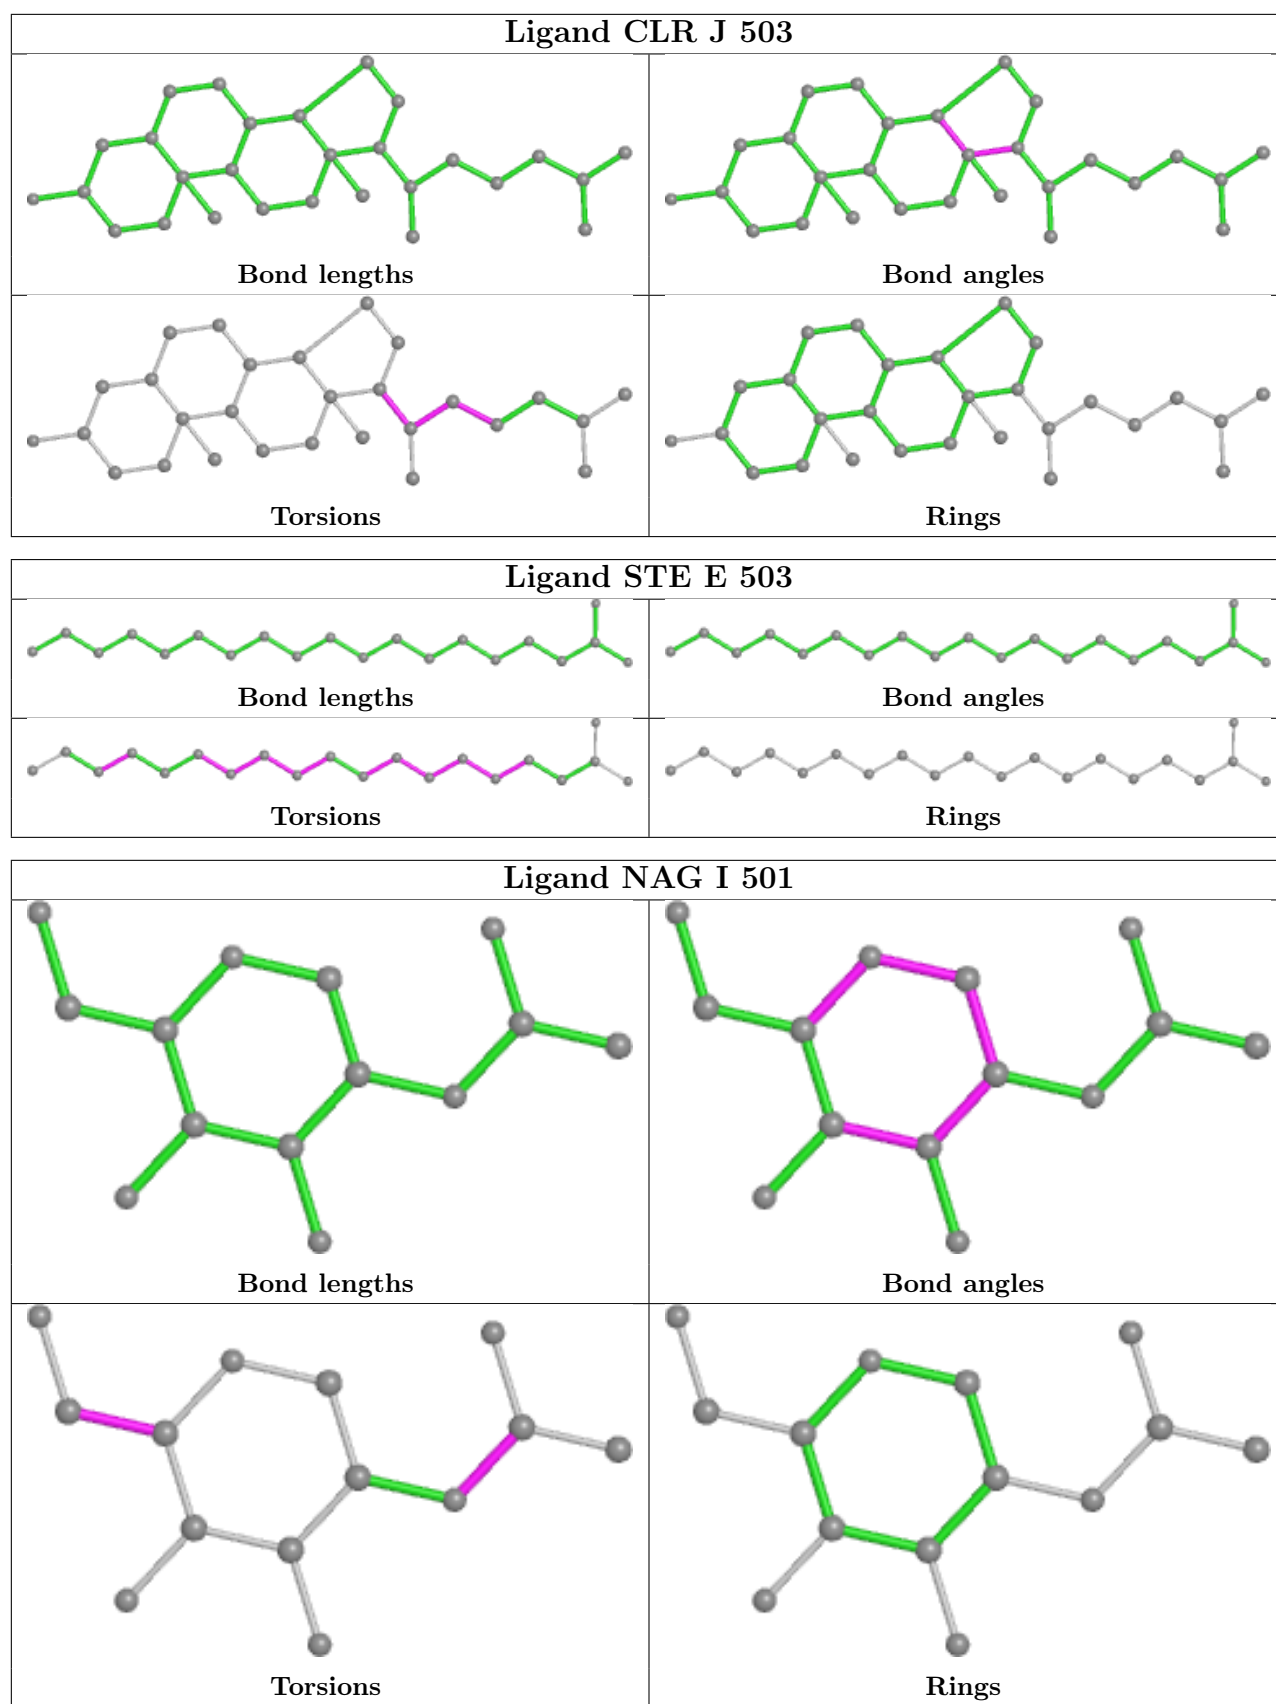 Ligand CLR J 503
Bond lengths
Bond angles
Torsions
Rings
Ligand STE E 503
Bond lengths
Bond angles
Torsions
Rings
Ligand NAG I 501
Bond lengths
Bond angles
Torsions
Rings